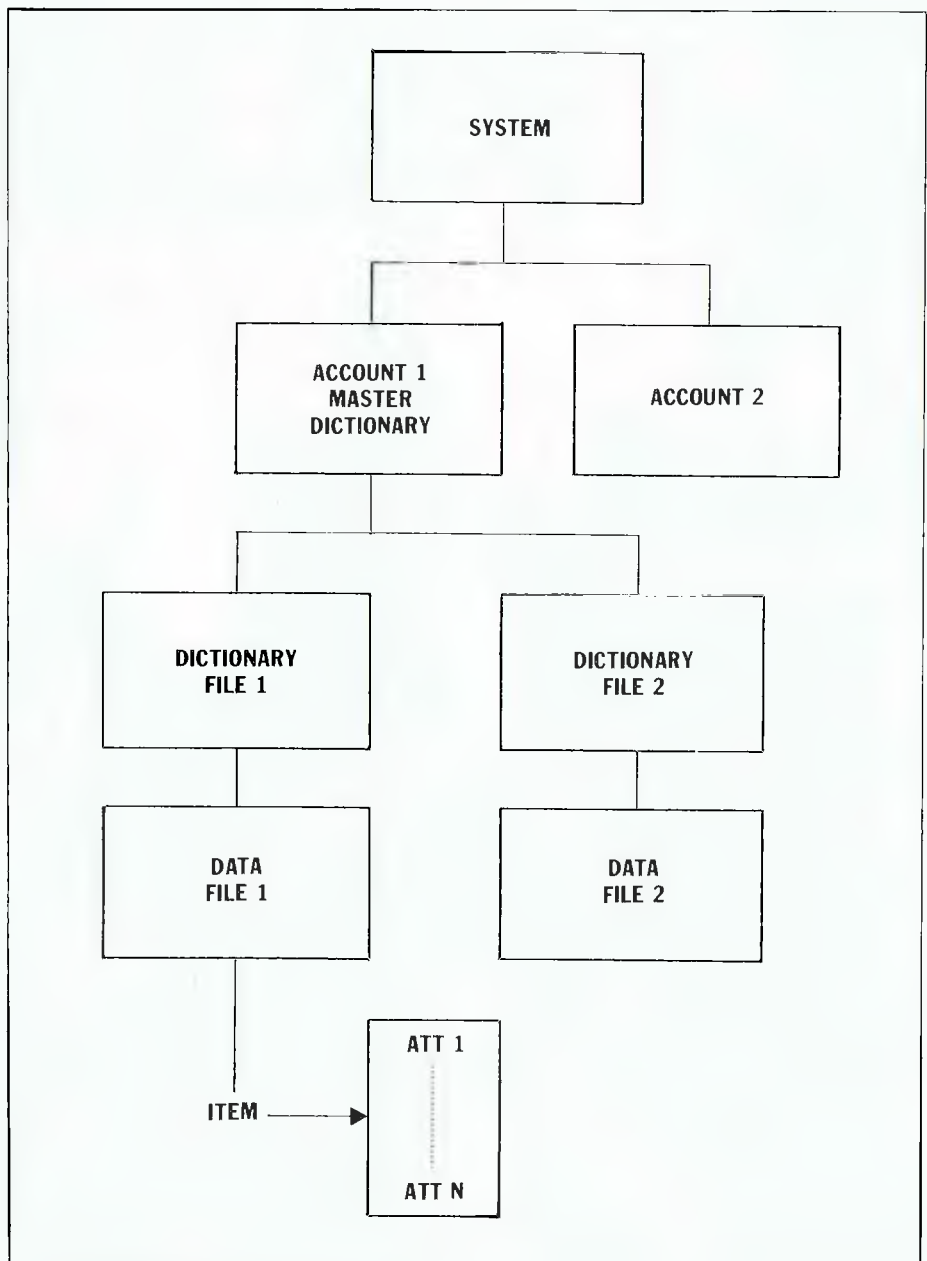 SYSTEM
ACCOUNT 1
MASTER
DICTIONARY
ACCOUNT 2
DICTIONARY
FILE 1
DICTIONARY
FILE 2
DATA
FILE 1
DATA
FILE 2
ATT 1
ITEM
ATT N